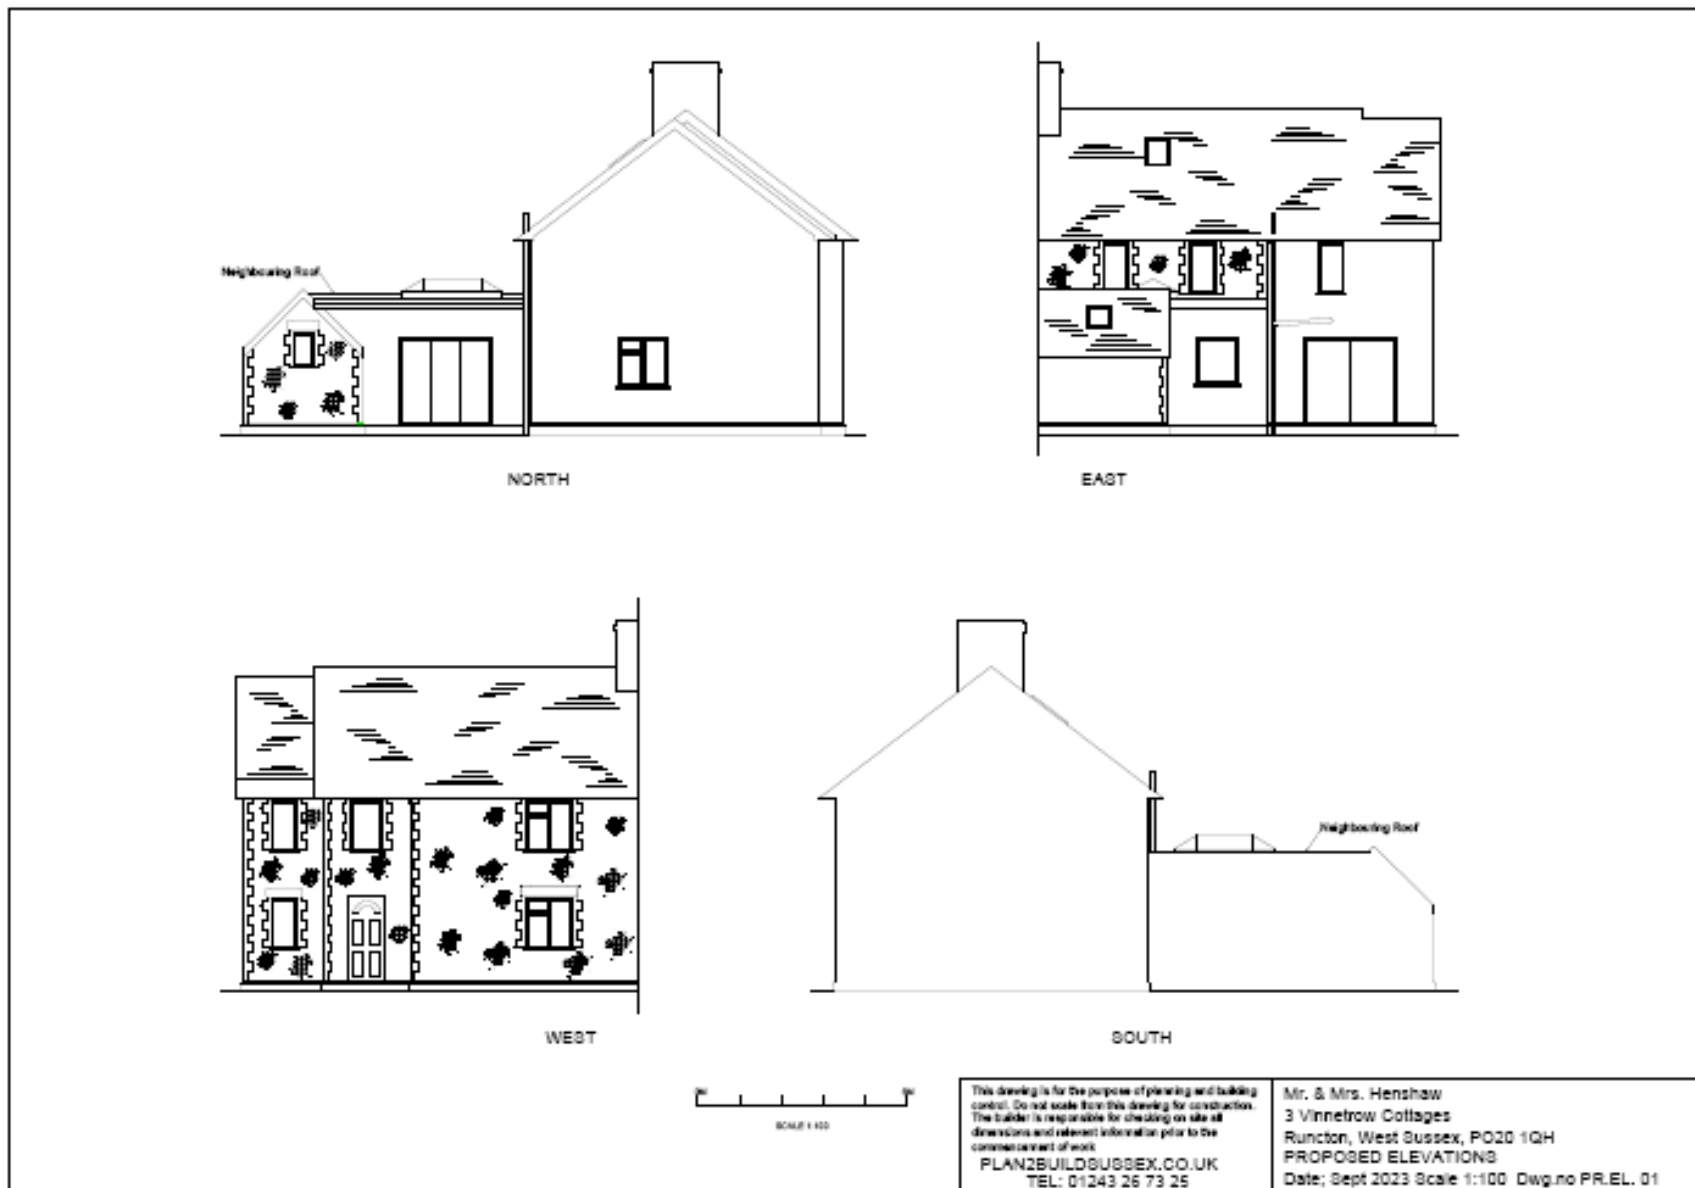 Neighbouring Roof
NORTH
EAST
Neighbouring Roof
WEST
SOUTH
SCALE 1:100
This drawing is for the purpose of planning and building
control. Do not scale from this drawing for construction.
The builder is responsible for checking on site all
dimensions and relevant information prior to the
commencement of work
PLAN2BUILDSUSSEX.CO.UK
TEL: 01243 26 73 25
Mr. & Mrs. Henshaw
3 Vinnetrow Cottages
Runcton, West Sussex, PO20 1QH
PROPOSED ELEVATIONS
Date; Sept 2023 Scale 1:100 Dwg.no PR.EL. 01